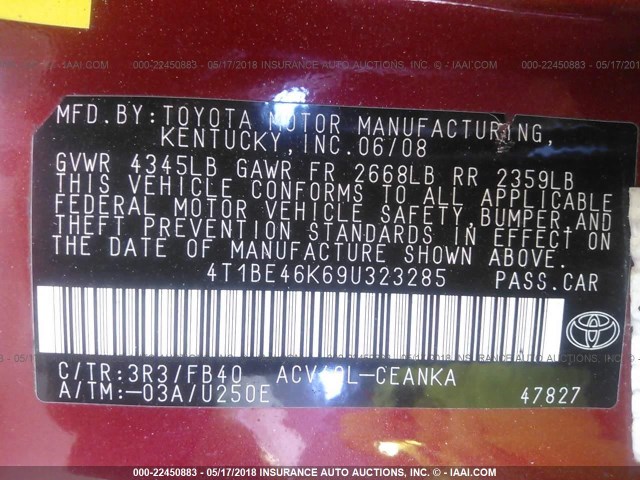 000-22450883 - 05/17/2018 - INSURANCE AUTO AUCTIONS, INC. - IAAI.COM
MFD.BY:TOYOTA MOTOR MANUFACTURING,
KENTUCKY,INC.06/08
GVWR 4345LB GAWR FR 2668LB RR 2359LB
THIS VEHICLE CONFORMS TO ALL APPLICABLE
FEDERAL MOTOR VEHICLE SAFETY,BUMPER,AND
THEFT PREVENTION STANDARDS IN EFFECT ON
THE DATE OF MANUFACTURE SHOWN ABOVE.
4T1BE46K69U323285 PASS.CAR
C/TR:3R3/FB40 ACV40L-CEANKA
A/TM:-03A/U250E 47827
000-22450883 - 05/17/2018 - INSURANCE AUTO AUCTIONS, INC. - IAAI.COM